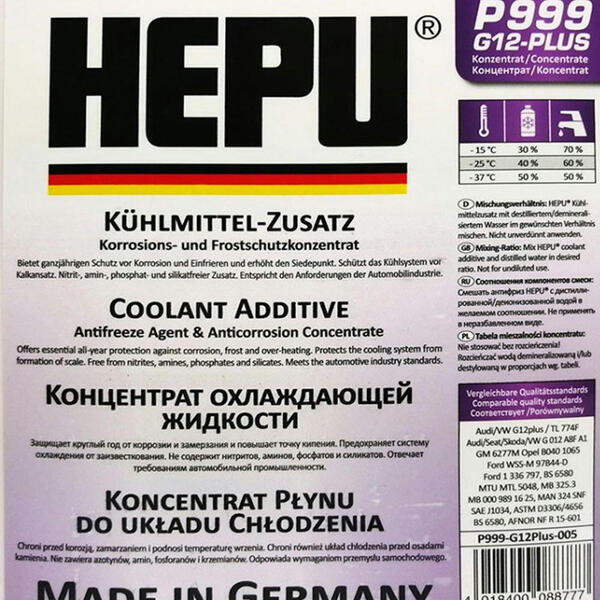 HEPU®
P999
G12-PLUS
Konzentrat/Concentrate
Концентрат/Koncentrat
-15 °C 30 % 70 %
-25 °C 40 % 60 %
-37 °C 50 % 50 %
KÜHLMITTEL-ZUSATZ
Korrosions- und Frostschutzkonzentrat
Bietet ganzjährigen Schutz vor Korrosion und Einfrieren und erhöht den Siedepunkt. Schützt das Kühlsystem vor
Kalkansatz. Nitrit-, amin-, phosphat- und silikatfreier Zusatz. Entspricht den Anforderungen der Automobilindustrie.
COOLANT ADDITIVE
Antifreeze Agent & Anticorrosion Concentrate
Offers essential all-year protection against corrosion, frost and over-heating. Protects the cooling system from
formation of scale. Free from nitrites, amines, phosphates and silicates. Meets the automotive industry standards.
КОНЦЕНТРАТ ОХЛАЖДАЮЩЕЙ
ЖИДКОСТИ
Защищает круглый год от коррозии и замерзания и повышает точку кипения. Предохраняет систему
охлаждения от заизвесткования. Не содержит нитритов, аминов, фосфатов и силикатов. Отвечает
требованиям автомобильной промышленности.
KONCENTRAT PŁYNU
DO UKŁADU CHŁODZENIA
Chroni przed korozją, zamarzaniem i podnosi temperaturę wrzenia. Chroni również układ chłodzenia przed osadami
kamienia. Nie zawiera azotynów, amin, fosforanów i krzemianów. Odpowiada wymaganiom przemysłu samochodowego.
MADE IN GERMANY
D Mischungsverhältnis: HEPU® Kühl-
mittelzusatz mit destilliertem/deminerali-
siertem Wasser im gewünschten Verhältnis
mischen. Nicht unverdünnt anwenden.
GB Mixing-Ratio: Mix HEPU® coolant
additive and distilled water in desired
ratio. Not for undiluted use.
RU Соотношения компонентов смеси:
Смешать антифриз HEPU® с дистилли-
рованной/деионизованной водой в
желаемом соотношении. Не применять
в неразбавленном виде.
PL Tabela mieszalności koncentratu:
Nie stosować bez rozcieńczenia!
Rozcieńczać wodą demineralizowaną i/lub
destylowaną w proporcjach wg. tabeli.
Vergleichbare Qualitätsstandards
Comparable quality standards
Соответствует/Porównywalny
Audi/VW G12plus / TL 774F
Audi/Seat/Skoda/VW G 012 A8F A1
GM 6277M Opel B040 1065
Ford WSS-M 97B44-D
Ford 1 336 797, BS 6580
MTU MTL 5048, MB 325.3
MB 000 989 16 25, MAN 324 SNF
SAE J1034, ASTM D3306/4656
BS 6580, AFNOR NF R 15-601
P999-G12Plus-005
4 018400 088777